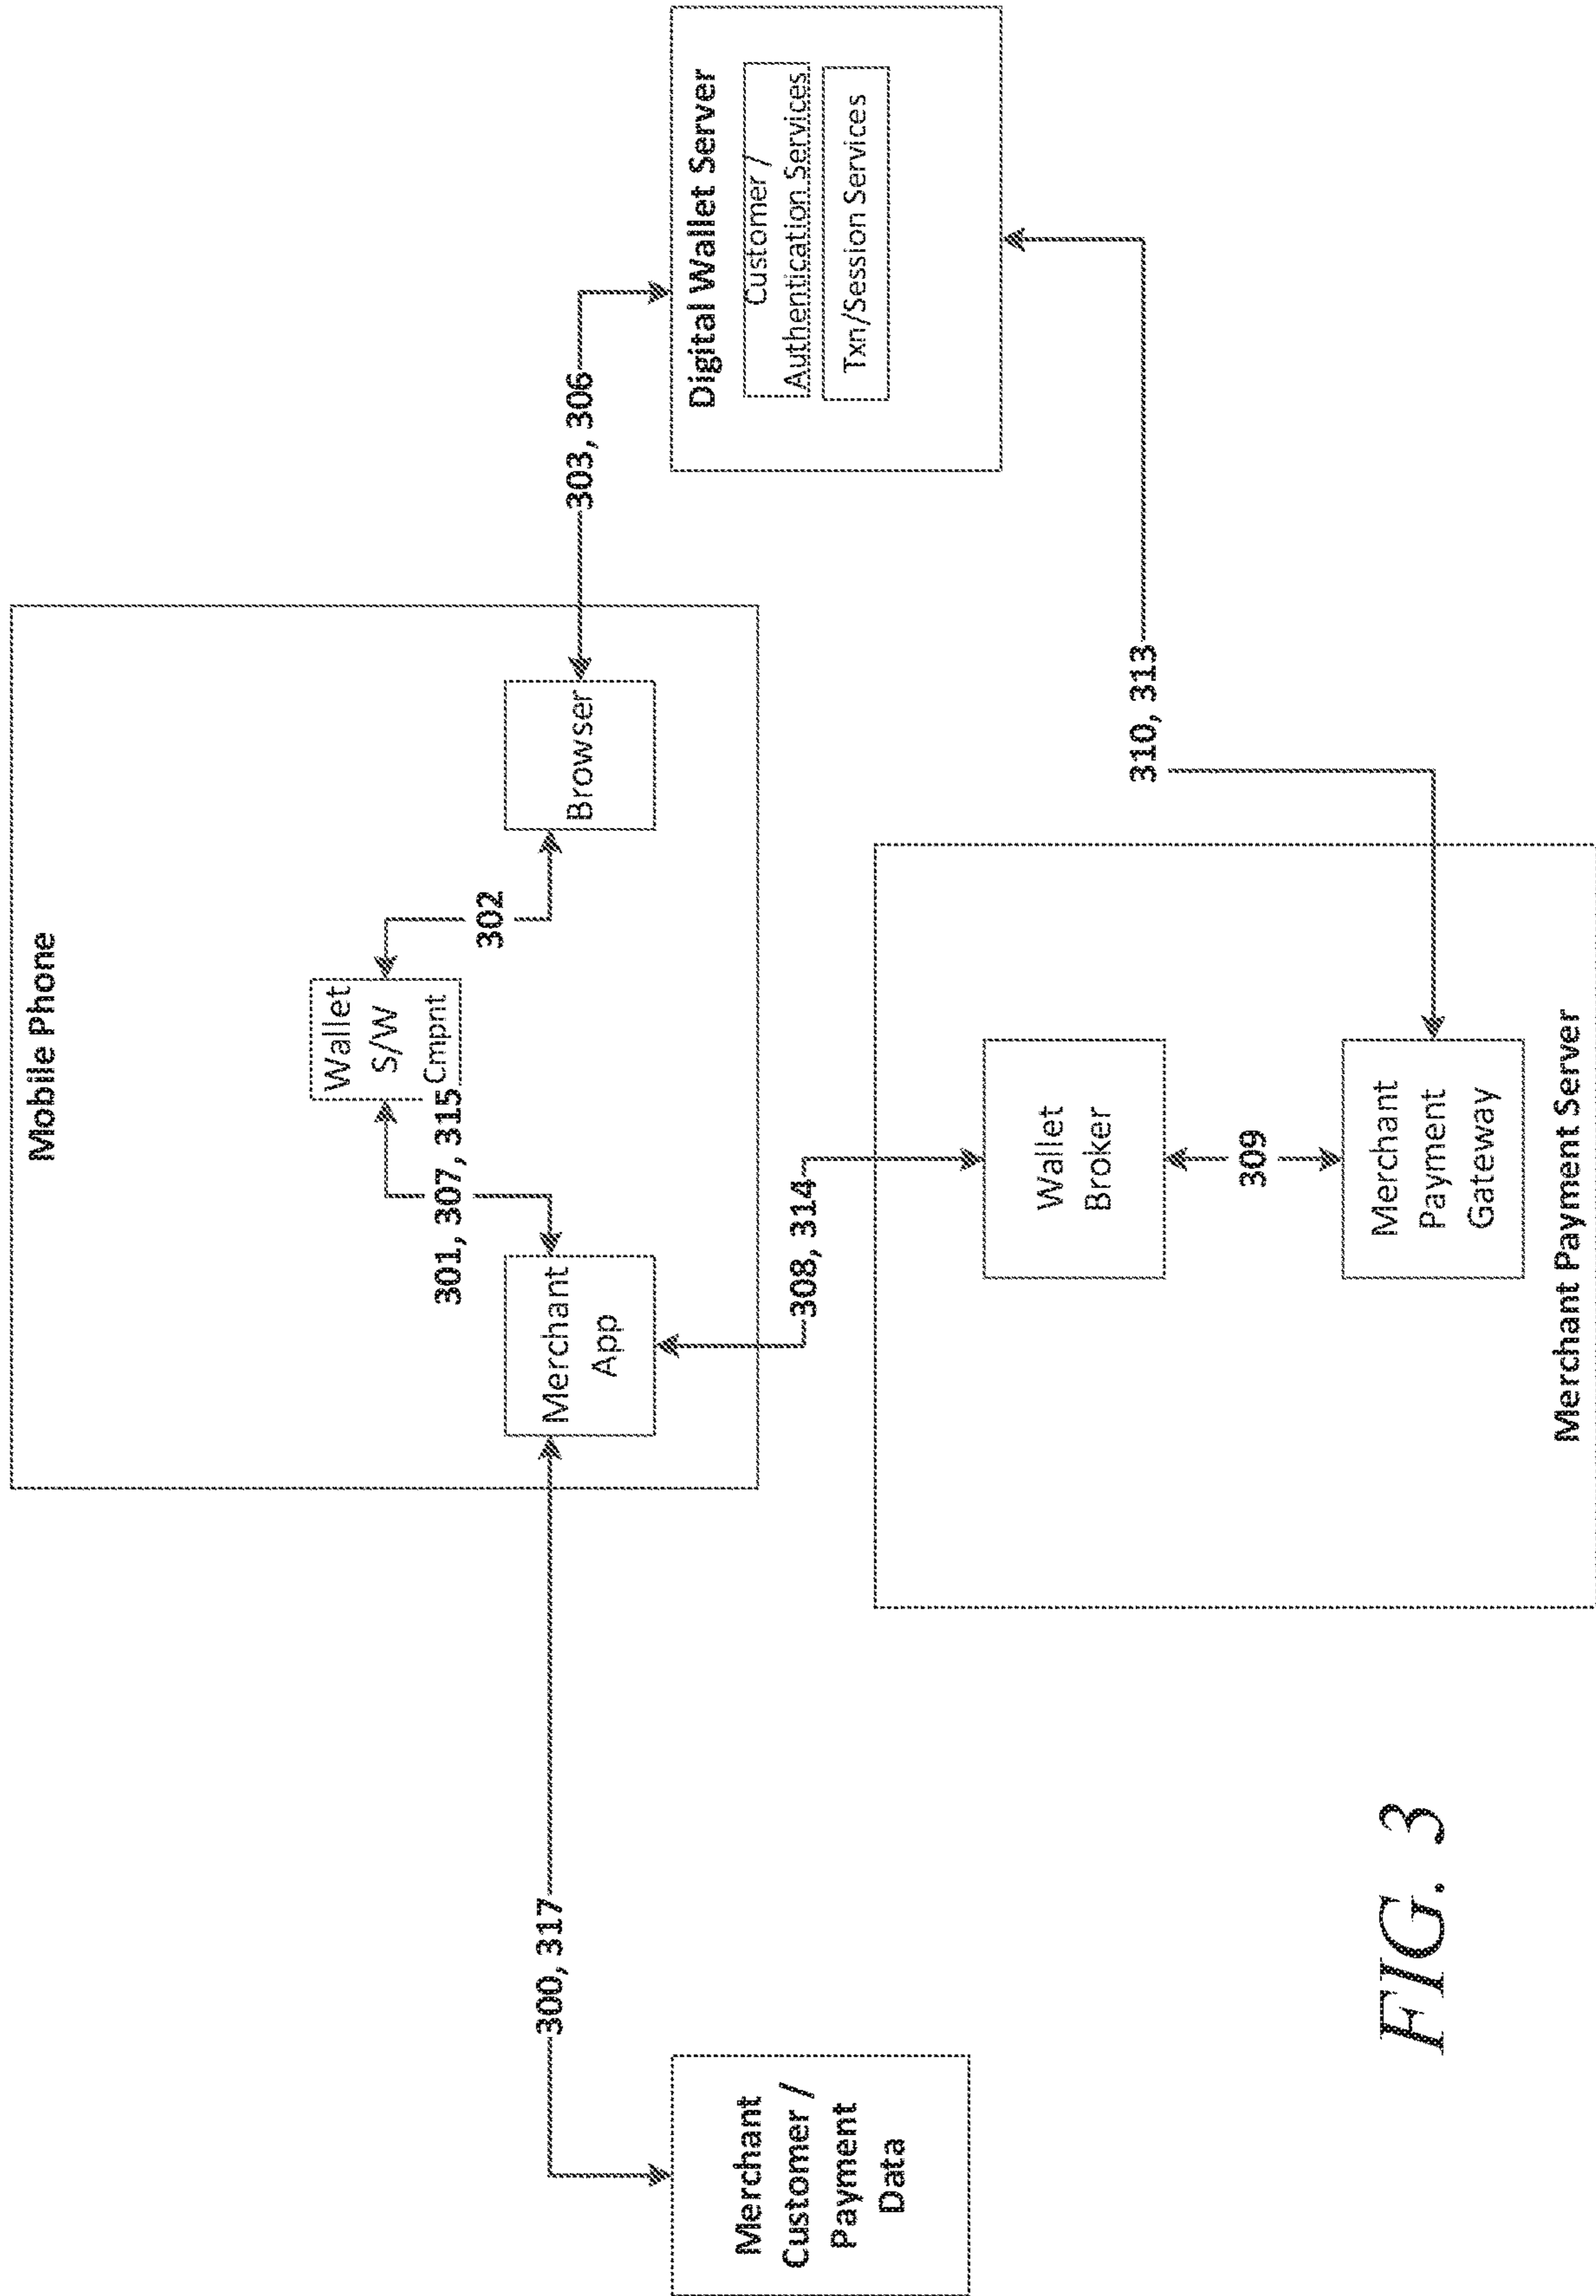 Mobile Phone
Wallet
S/W
Cmpnt
301, 307, 315
302
Merchant
App
Browser
300, 317
303, 306
Merchant
Customer /
Payment
Data
Digital Wallet Server
Customer /
Authentication Services
Txn/Session Services
308, 314
310, 313
Wallet
Broker
309
Merchant
Payment
Gateway
Merchant Payment Server
FIG. 3